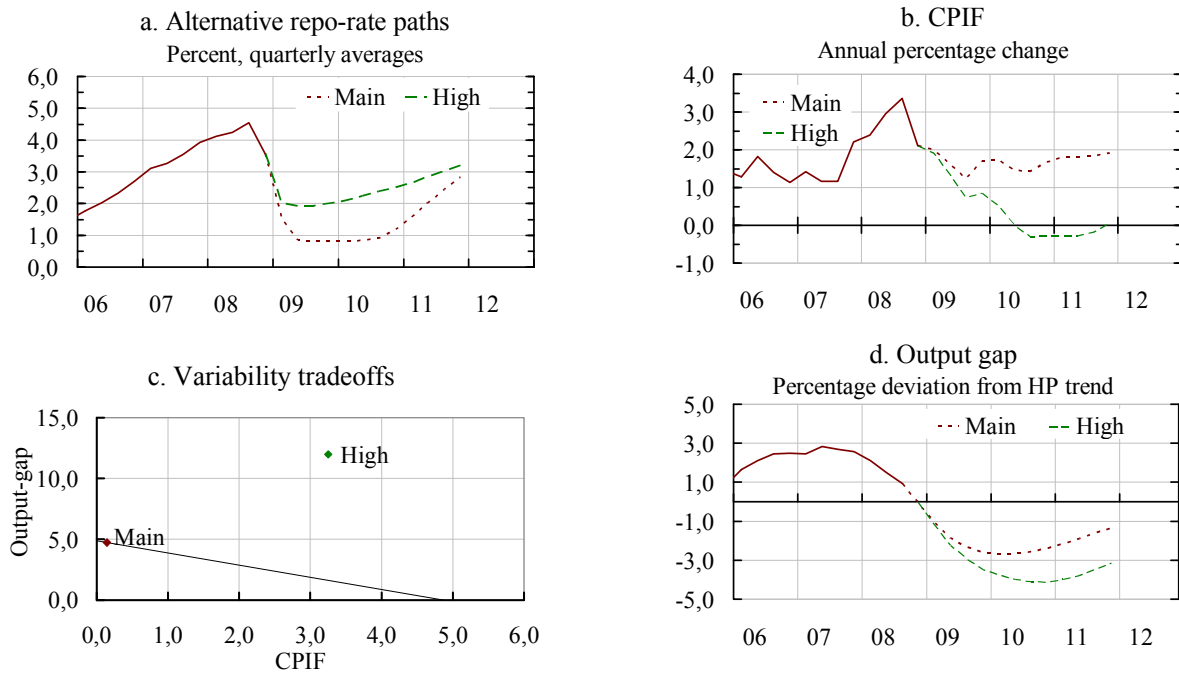 a. Alternative repo-rate paths
Percent, quarterly averages
6,0
5,0
4,0
3,0
2,0
1,0
0,0
Main
High
06 07 08 09 10 11 12
b. CPIF
Annual percentage change
4,0
3,0
2,0
1,0
0,0
-1,0
Main
High
06 07 08 09 10 11 12
c. Variability tradeoffs
Output-gap
15,0
10,0
5,0
0,0
High
Main
0,0 1,0 2,0 3,0 4,0 5,0 6,0
CPIF
d. Output gap
Percentage deviation from HP trend
5,0
3,0
1,0
-1,0
-3,0
-5,0
Main
High
06 07 08 09 10 11 12